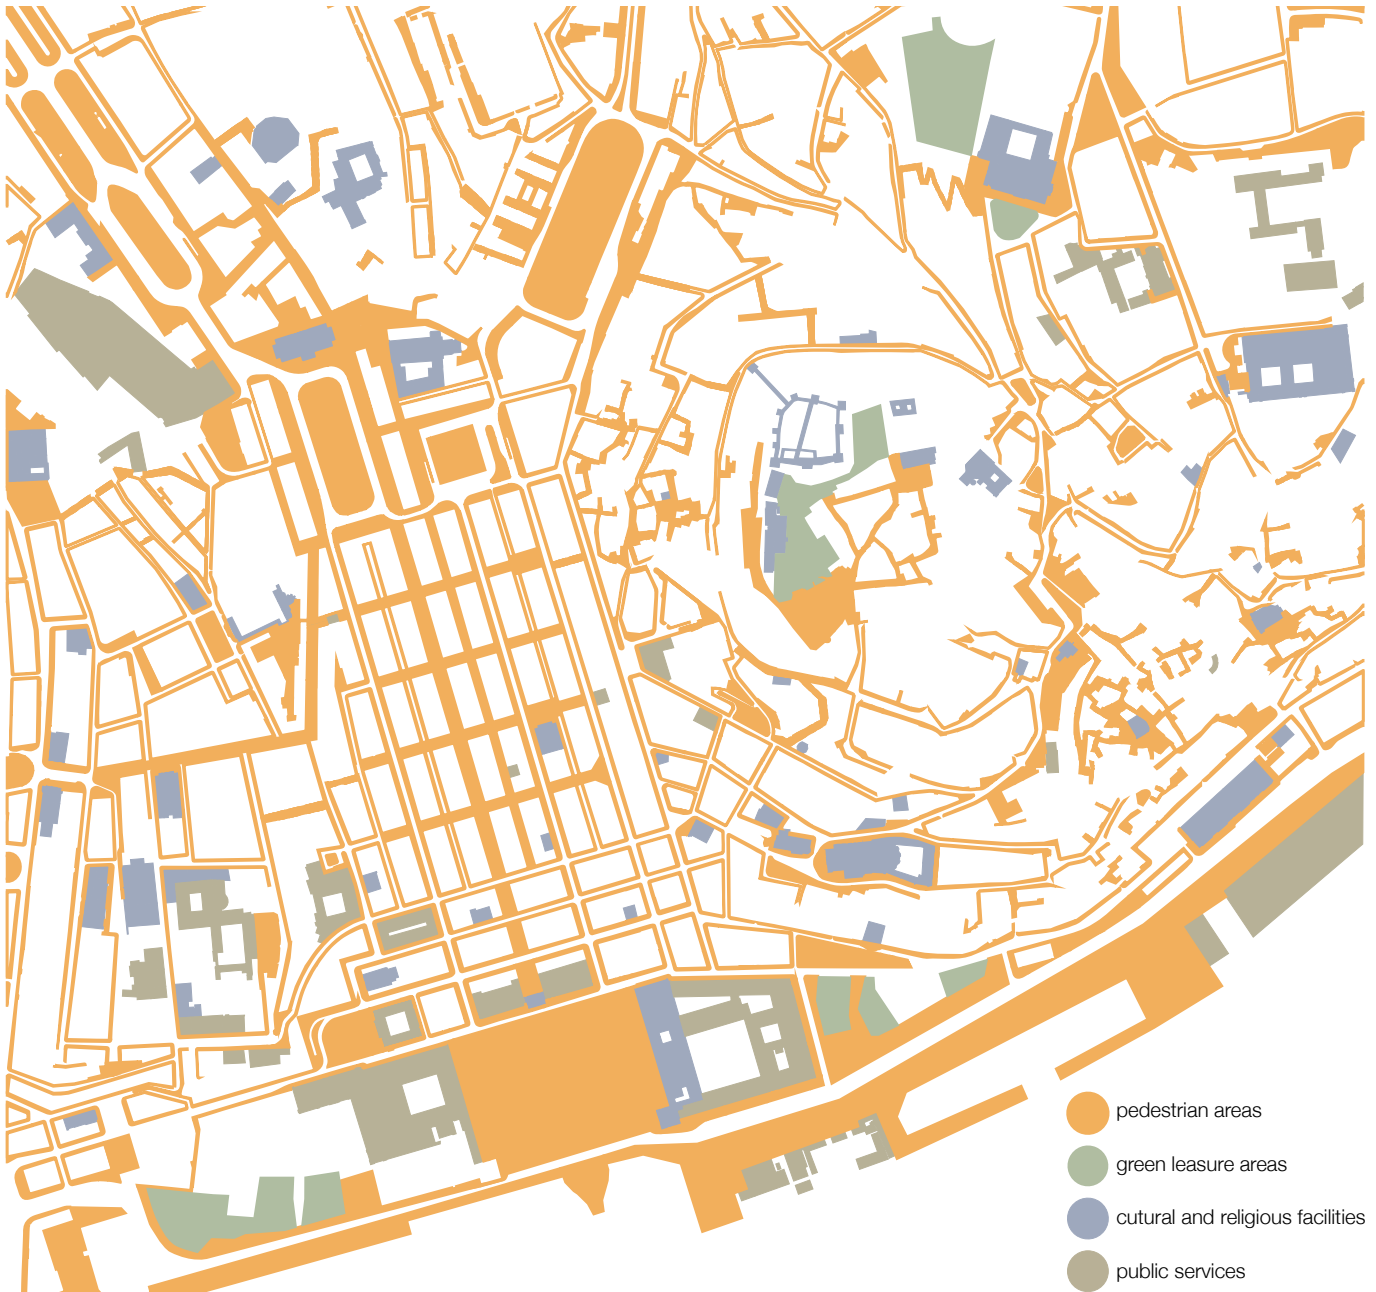 pedestrian areas
green leasure areas
cutural and religious facilities
public services